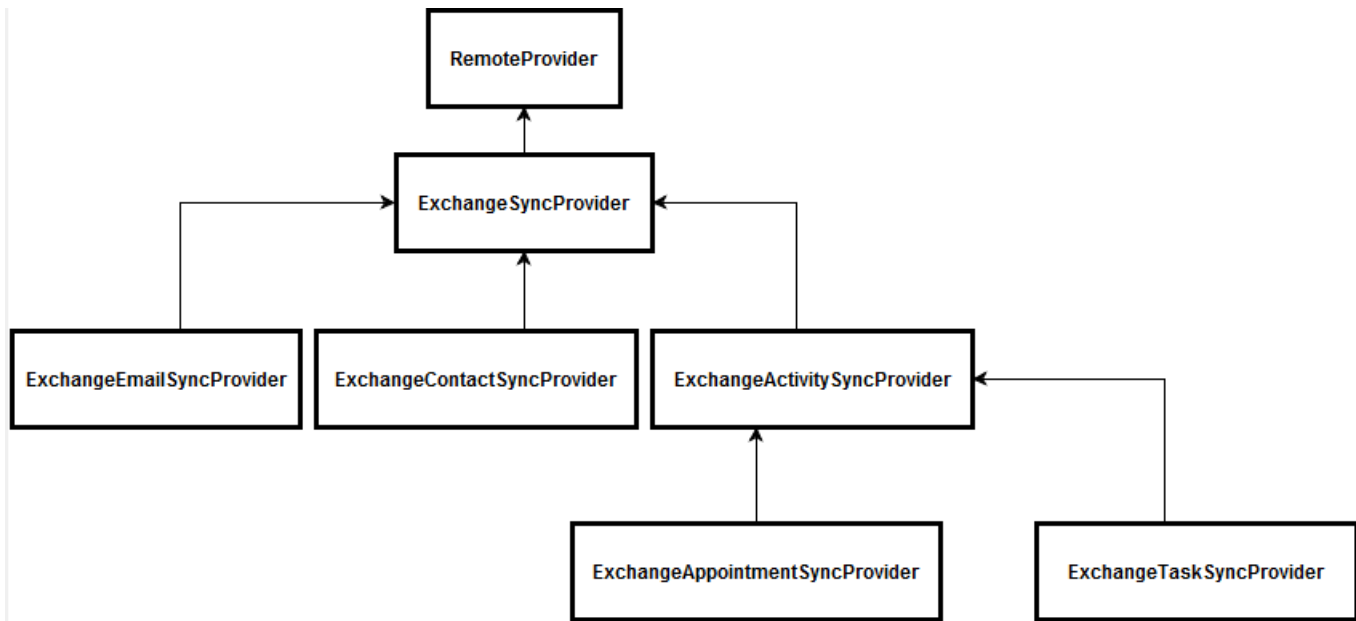 RemoteProvider
ExchangeSyncProvider
ExchangeEmailSyncProvider
ExchangeContactSyncProvider
ExchangeActivitySyncProvider
ExchangeAppointmentSyncProvider
ExchangeTaskSyncProvider